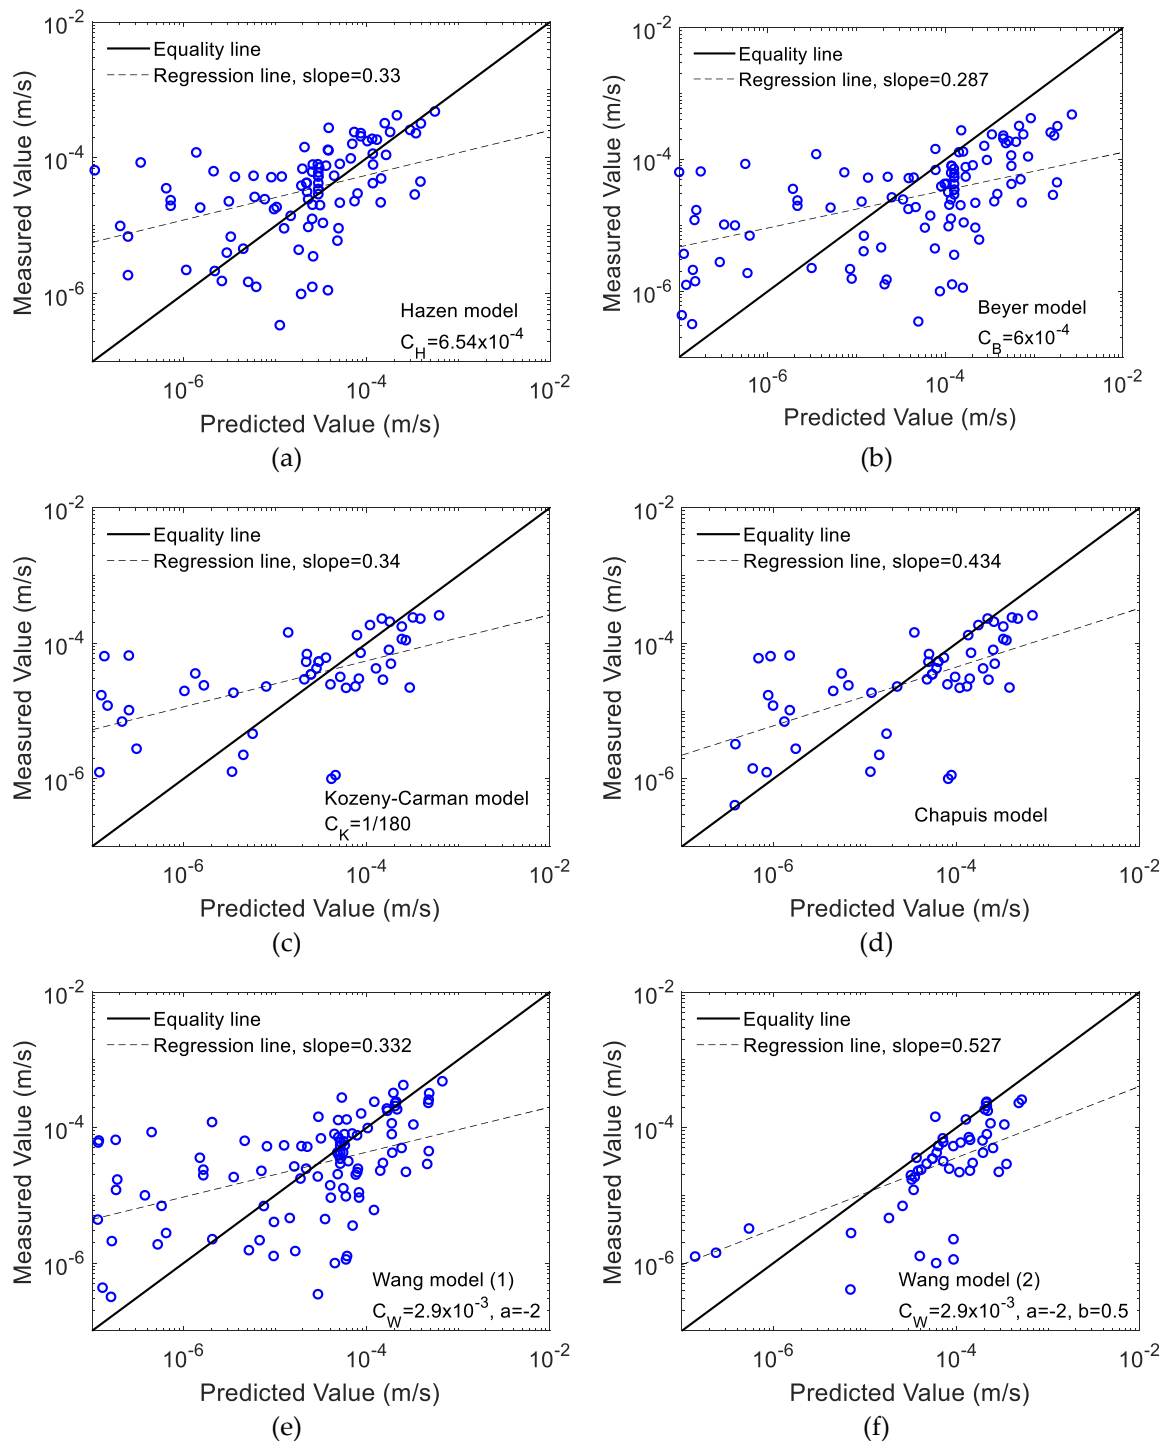 10^-2
Equality line
Regression line, slope=0.33
10^-4
10^-6
Measured Value (m/s)
Hazen model
C_H=6.54x10^-4
10^-6 10^-4 10^-2
Predicted Value (m/s)
(a)
10^-2
Equality line
Regression line, slope=0.287
10^-4
10^-6
Measured Value (m/s)
Beyer model
C_B=6x10^-4
10^-6 10^-4 10^-2
Predicted Value (m/s)
(b)
10^-2
Equality line
Regression line, slope=0.34
10^-4
10^-6
Measured Value (m/s)
Kozeny-Carman model
C_K=1/180
10^-6 10^-4 10^-2
Predicted Value (m/s)
(c)
10^-2
Equality line
Regression line, slope=0.434
10^-4
10^-6
Measured Value (m/s)
Chapuis model
10^-6 10^-4 10^-2
Predicted Value (m/s)
(d)
10^-2
Equality line
Regression line, slope=0.332
10^-4
10^-6
Measured Value (m/s)
Wang model (1)
C_W=2.9x10^-3, a=-2
10^-6 10^-4 10^-2
Predicted Value (m/s)
(e)
10^-2
Equality line
Regression line, slope=0.527
10^-4
10^-6
Measured Value (m/s)
Wang model (2)
C_W=2.9x10^-3, a=-2, b=0.5
10^-6 10^-4 10^-2
Predicted Value (m/s)
(f)